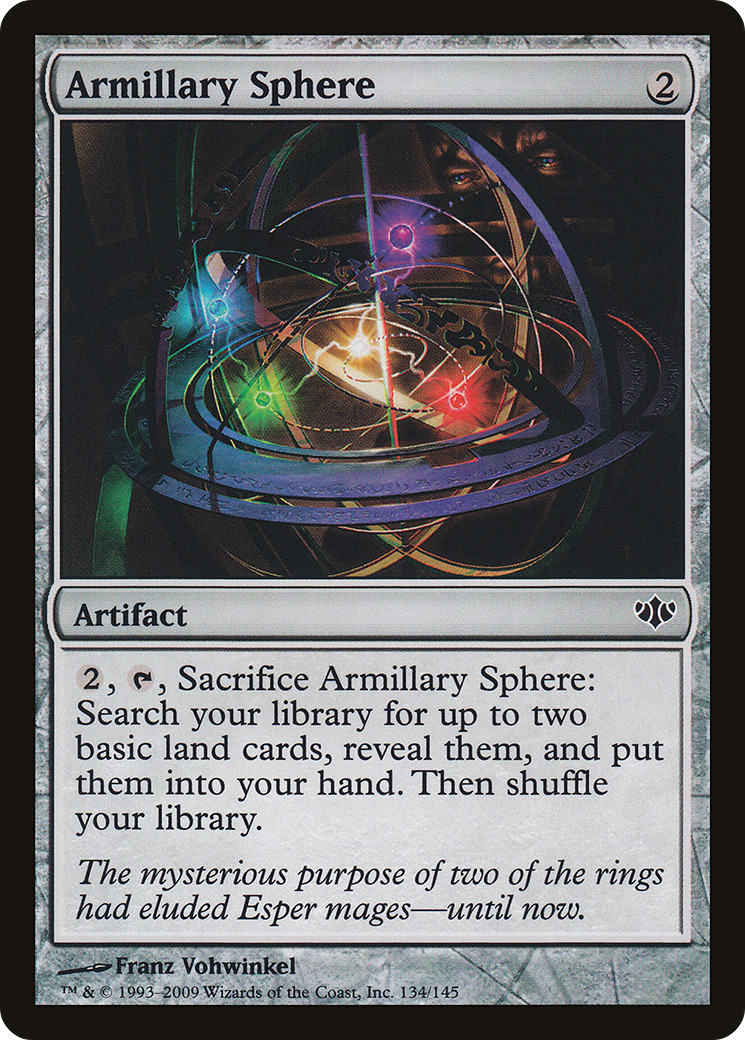 Armillary Sphere 2
Artifact
2, , Sacrifice Armillary Sphere:
Search your library for up to two
basic land cards, reveal them, and put
them into your hand. Then shuffle
your library.
The mysterious purpose of two of the rings
had eluded Esper mages—until now.
Franz Vohwinkel
™ & © 1993–2009 Wizards of the Coast, Inc. 134/145